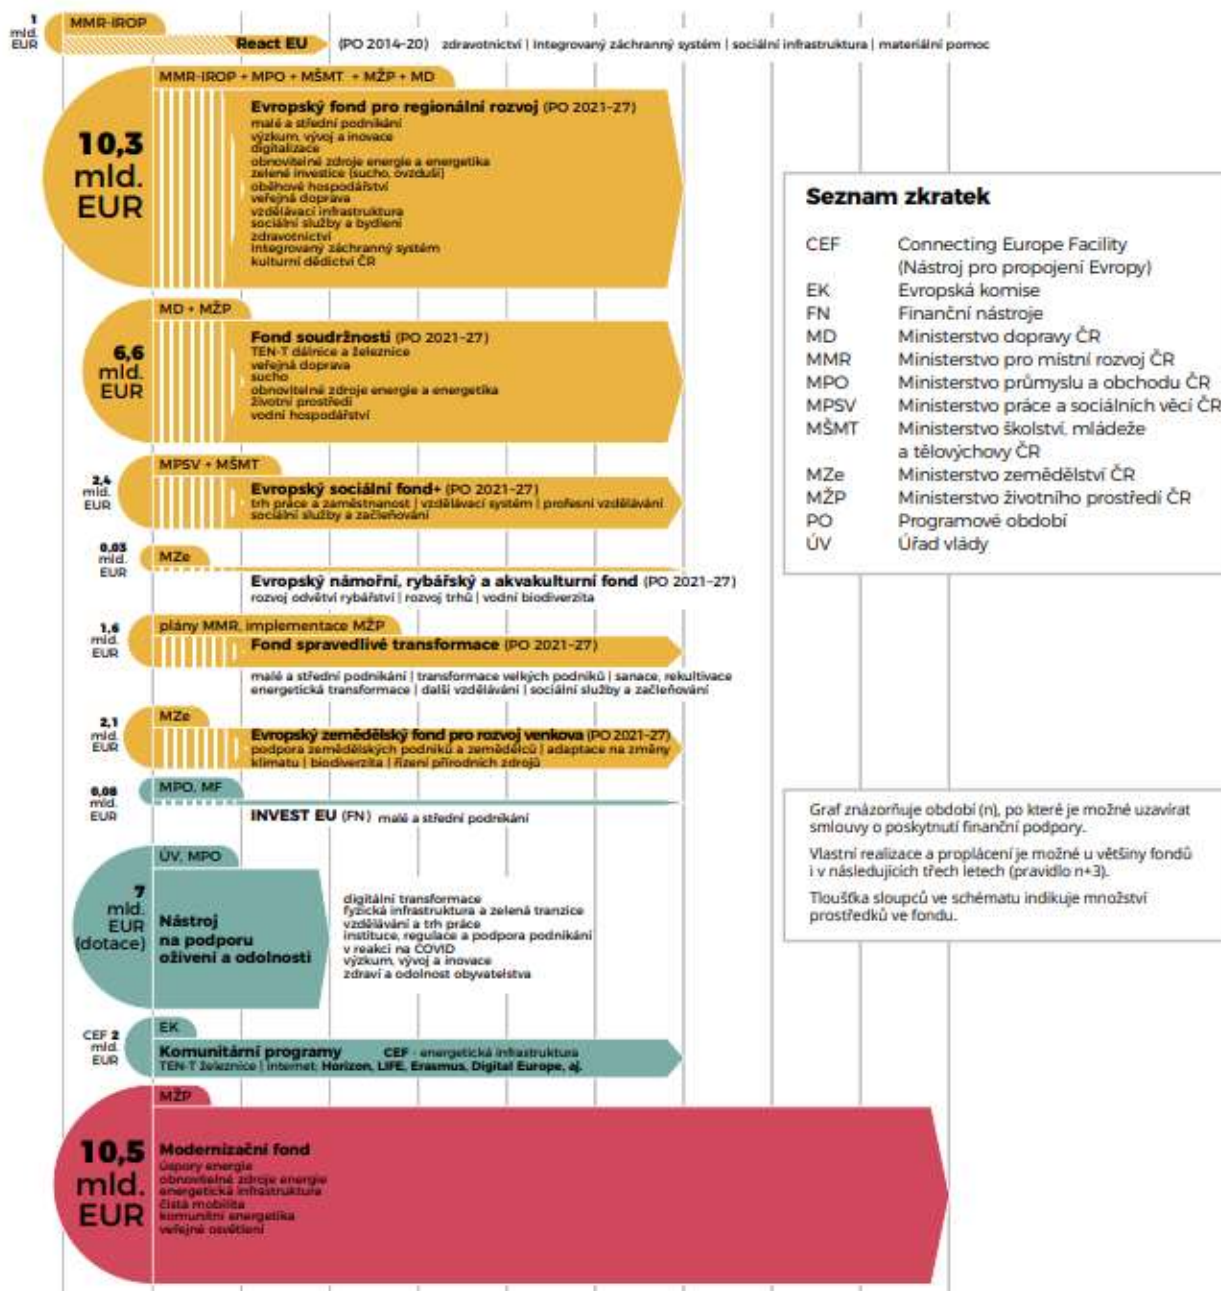 1
mld.
EUR
MMR-IROP
React EU (PO 2014–20) zdravotnictví | Integrovaný záchranný systém | sociální infrastruktura | materiální pomoc
MMR-IROP + MPO + MŠMT + MŽP + MD
10,3
mld.
EUR
Evropský fond pro regionální rozvoj (PO 2021–27)
malé a střední podnikání
výzkum, vývoj a inovace
digitalizace
obnovitelné zdroje energie a energetika
zelené investice (sucho, ovzduší)
oběhové hospodářství
veřejná doprava
vzdělávací infrastruktura
sociální služby a bydlení
zdravotnictví
Integrovaný záchranný systém
kulturní dědictví ČR
MD + MŽP
6,6
mld.
EUR
Fond soudržnosti (PO 2021–27)
TEN-T dálnice a železnice
veřejná doprava
sucho
obnovitelné zdroje energie a energetika
životní prostředí
vodní hospodářství
MPSV + MŠMT
2,4
mld.
EUR
Evropský sociální fond+ (PO 2021–27)
trh práce a zaměstnanost | vzdělávací systém | profesní vzdělávání
sociální služby a začleňování
0,03
mld.
EUR
MZe
Evropský námořní, rybářský a akvakulturní fond (PO 2021–27)
rozvoj odvětví rybářství | rozvoj trhů | vodní biodiverzita
1,6
mld.
EUR
plány MMR, implementace MŽP
Fond spravedlivé transformace (PO 2021–27)
malé a střední podnikání | transformace velkých podniků | sanace, rekultivace
energetická transformace | další vzdělávání | sociální služby a začleňování
2,1
mld.
EUR
MZe
Evropský zemědělský fond pro rozvoj venkova (PO 2021–27)
podpora zemědělských podniků a zemědělců | adaptace na změny
klimatu | biodiverzita | řízení přírodních zdrojů
0,08
mld.
EUR
MPO, MF
INVEST EU (FN) malé a střední podnikání
ÚV, MPO
7
mld.
EUR
(dotace)
Nástroj
na podporu
oživení a odolnosti
digitální transformace
fyzická infrastruktura a zelená tranzice
vzdělávání a trh práce
instituce, regulace a podpora podnikání
v reakci na COVID
výzkum, vývoj a inovace
zdraví a odolnost obyvatelstva
CEF 2
mld.
EUR
EK
Komunitární programy CEF - energetická infrastruktura
TEN-T železnice | internet; Horizon, LIFE, Erasmus, Digital Europe, aj.
MŽP
10,5
mld.
EUR
Modernizační fond
úspory energie
obnovitelné zdroje energie
energetická infrastruktura
čistá mobilita
komunitní energetika
veřejné osvětlení
Seznam zkratek
CEF Connecting Europe Facility
(Nástroj pro propojení Evropy)
EK Evropská komise
FN Finanční nástroje
MD Ministerstvo dopravy ČR
MMR Ministerstvo pro místní rozvoj ČR
MPO Ministerstvo průmyslu a obchodu ČR
MPSV Ministerstvo práce a sociálních věcí ČR
MŠMT Ministerstvo školství, mládeže
a tělovýchovy ČR
MZe Ministerstvo zemědělství ČR
MŽP Ministerstvo životního prostředí ČR
PO Programové období
ÚV Úřad vlády
Graf znázorňuje období (n), po které je možné uzavírat
smlouvy o poskytnutí finanční podpory.
Vlastní realizace a proplácení je možné u většiny fondů
i v následujících třech letech (pravidlo n+3).
Tloušťka sloupců ve schématu indikuje množství
prostředků ve fondu.